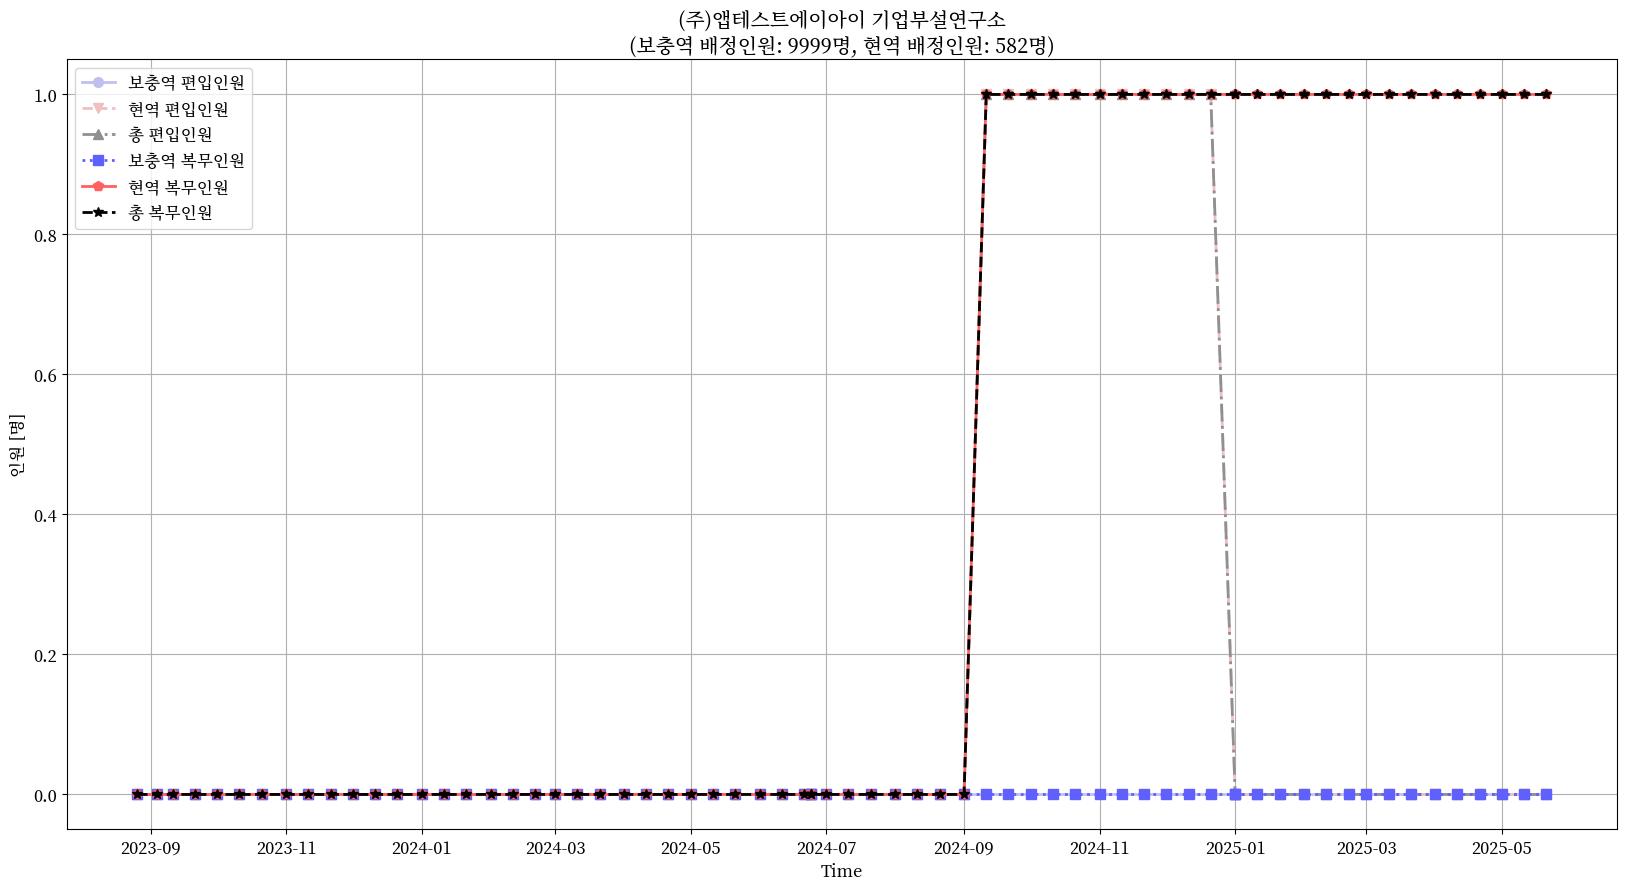 (주)앱테스트에이아이 기업부설연구소
(보충역 배정인원: 9999명, 현역 배정인원: 582명)
보충역 편입인원
현역 편입인원
총 편입인원
보충역 복무인원
현역 복무인원
총 복무인원
1.0
0.8
0.6
0.4
0.2
0.0
인원 [명]
2023-09 2023-11 2024-01 2024-03 2024-05 2024-07 2024-09 2024-11 2025-01 2025-03 2025-05
Time